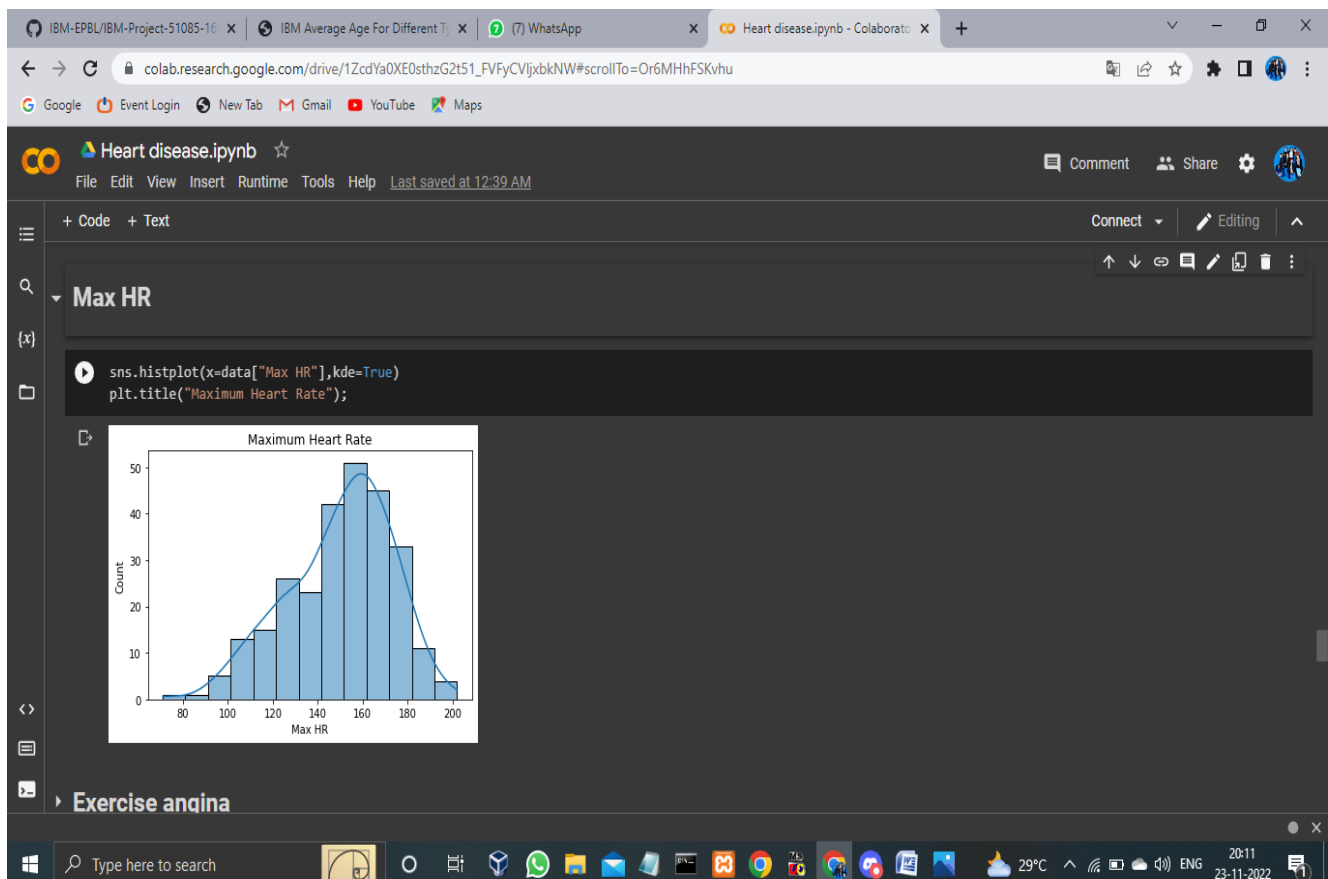 IBM-EPBL/IBM-Project-51085-16 IBM Average Age For Different Ty (7) WhatsApp Heart disease.ipynb - Colaborato
colab.research.google.com/drive/1ZcdYa0XE0sthzG2t51_FVFyCVljxbkNW#scrollTo=Or6MHhFSKvhu
Google Event Login New Tab Gmail YouTube Maps
Heart disease.ipynb
Comment Share
File Edit View Insert Runtime Tools Help Last saved at 12:39 AM
+ Code + Text Connect Editing
Max HR
{x}
sns.histplot(x=data["Max HR"],kde=True)
plt.title("Maximum Heart Rate");
Maximum Heart Rate
50
40
30
20
10
0
Count
80 100 120 140 160 180 200
Max HR
Exercise angina
Type here to search 29°C ENG 20:11
23-11-2022